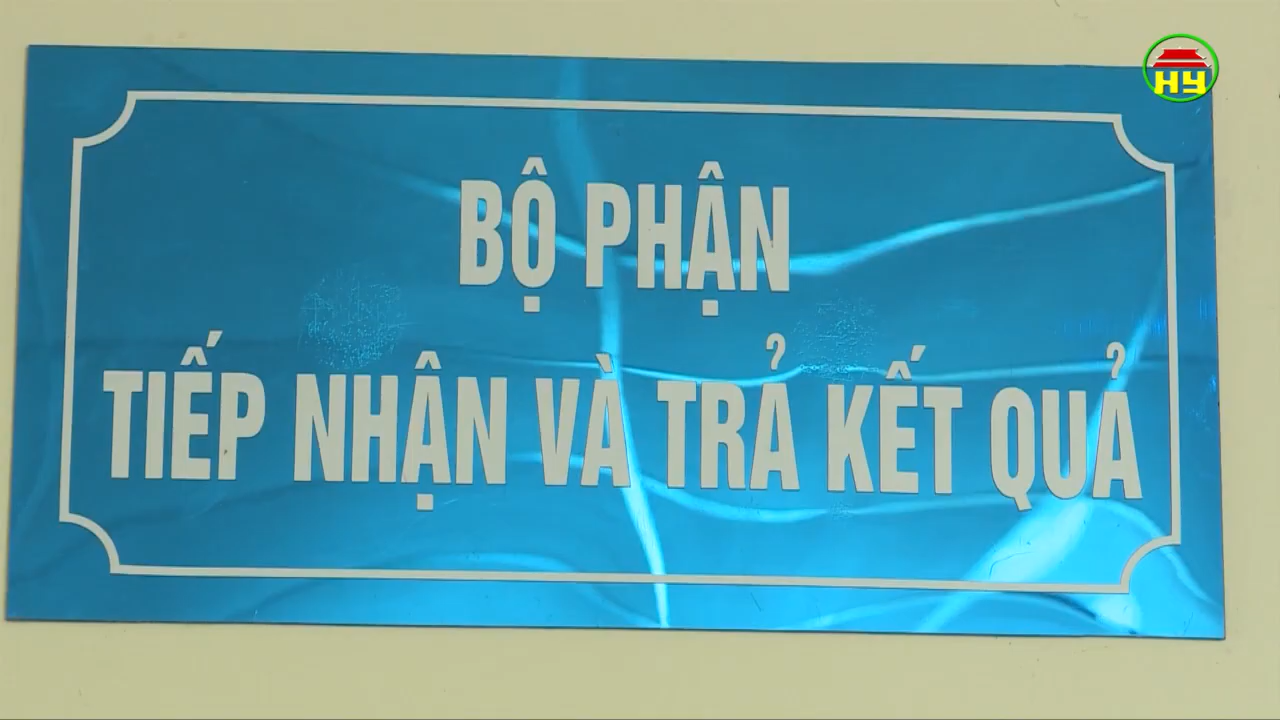 HY
BỘ PHẬN
TIẾP NHẬN VÀ TRẢ KẾT QUẢ